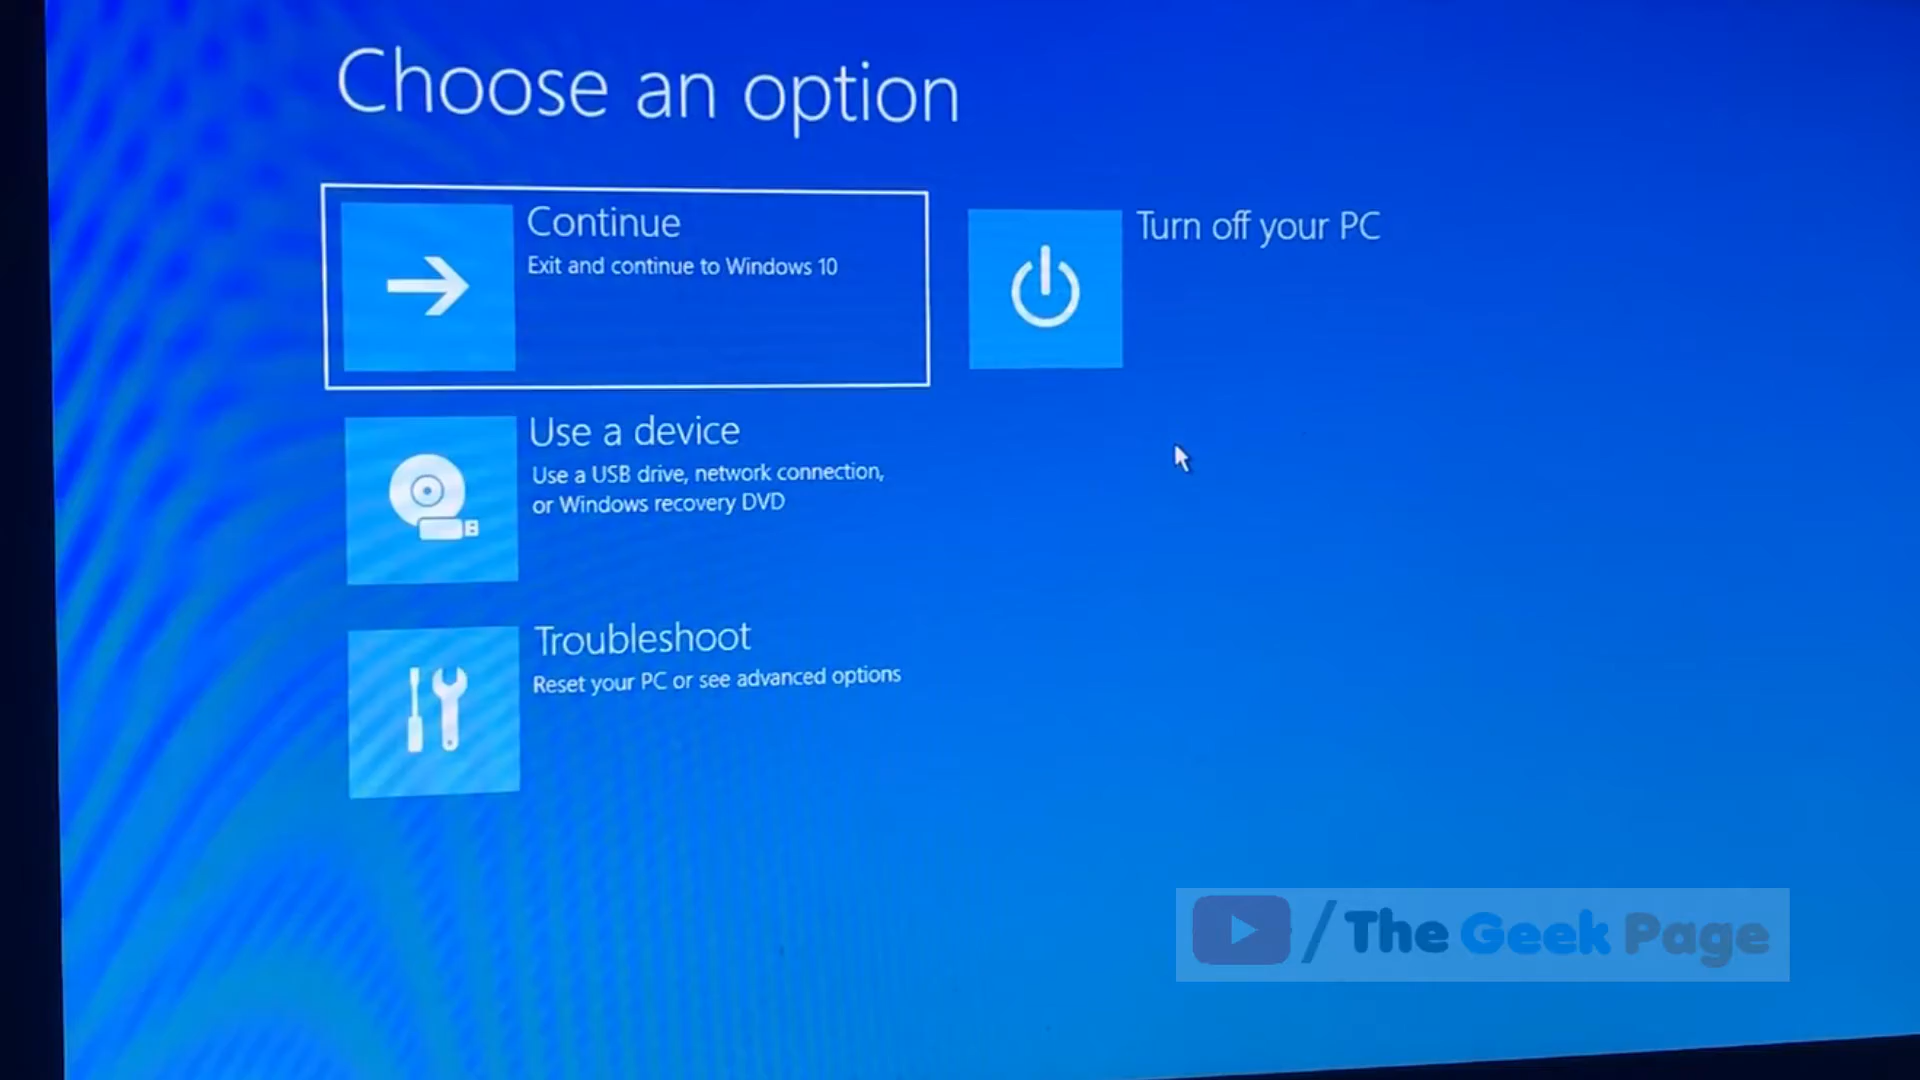 Choose an option
Continue
Exit and continue to Windows 10
Turn off your PC
Use a device
Use a USB drive, network connection,
or Windows recovery DVD
Troubleshoot
Reset your PC or see advanced options
/The Geek Page